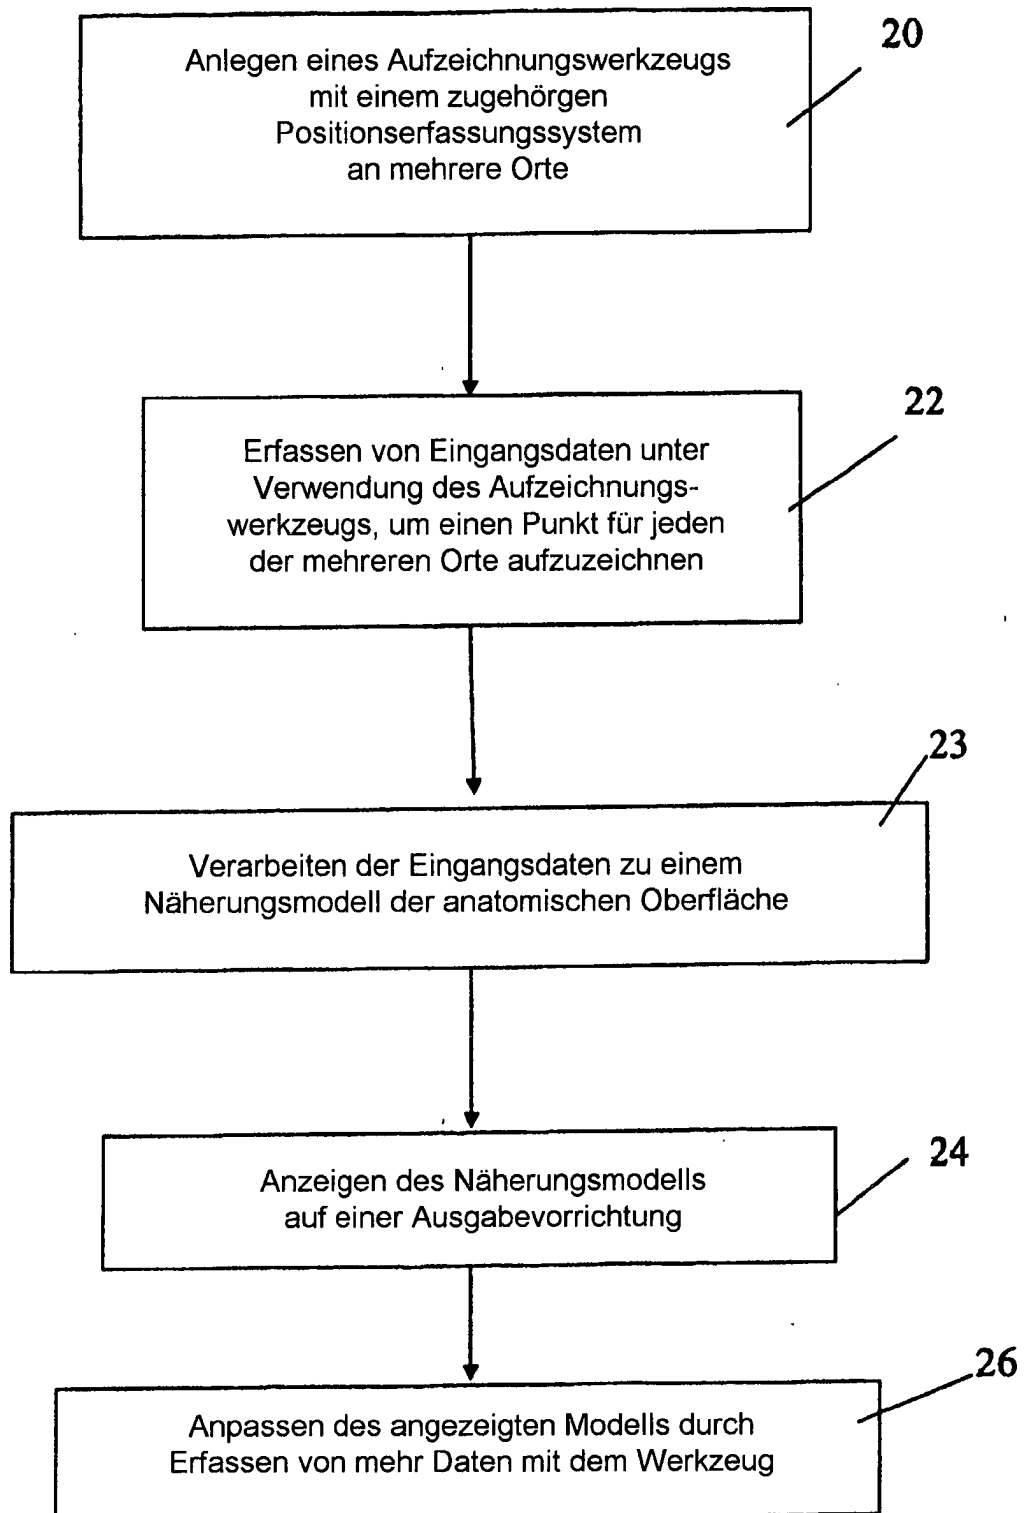 20
Anlegen eines Aufzeichnungswerkzeugs
mit einem zugehörgen
Positionserfassungssystem
an mehrere Orte
22
Erfassen von Eingangsdaten unter
Verwendung des Aufzeichnungs-
werkzeugs, um einen Punkt für jeden
der mehreren Orte aufzuzeichnen
23
Verarbeiten der Eingangsdaten zu einem
Näherungsmodell der anatomischen Oberfläche
24
Anzeigen des Näherungsmodells
auf einer Ausgabevorrichtung
26
Anpassen des angezeigten Modells durch
Erfassen von mehr Daten mit dem Werkzeug